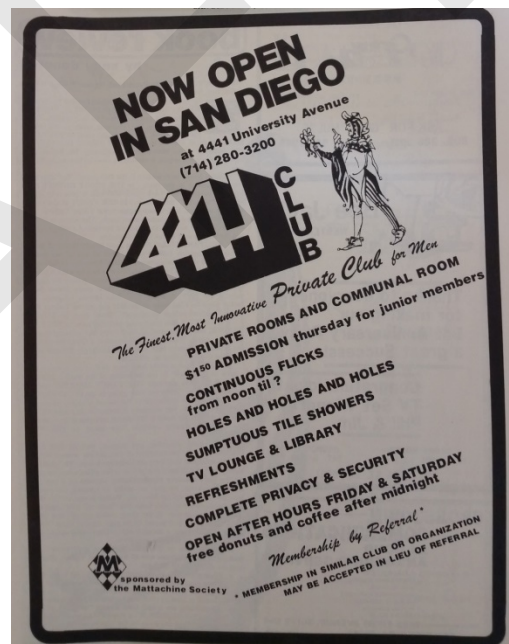 NOW OPEN
IN SAN DIEGO
at 4441 University Avenue
(714) 280-3200
4441
CLUB
The Finest, Most Innovative Private Club for Men
PRIVATE ROOMS AND COMMUNAL ROOM
$1⁵⁰ ADMISSION thursday for junior members
CONTINUOUS FLICKS
from noon til ?
HOLES AND HOLES AND HOLES
SUMPTUOUS TILE SHOWERS
TV LOUNGE & LIBRARY
REFRESHMENTS
COMPLETE PRIVACY & SECURITY
OPEN AFTER HOURS FRIDAY & SATURDAY
free donuts and coffee after midnight
Membership by Referral*
* MEMBERSHIP IN SIMILAR CLUB OR ORGANIZATION
MAY BE ACCEPTED IN LIEU OF REFERRAL
M
sponsored by
the Mattachine Society